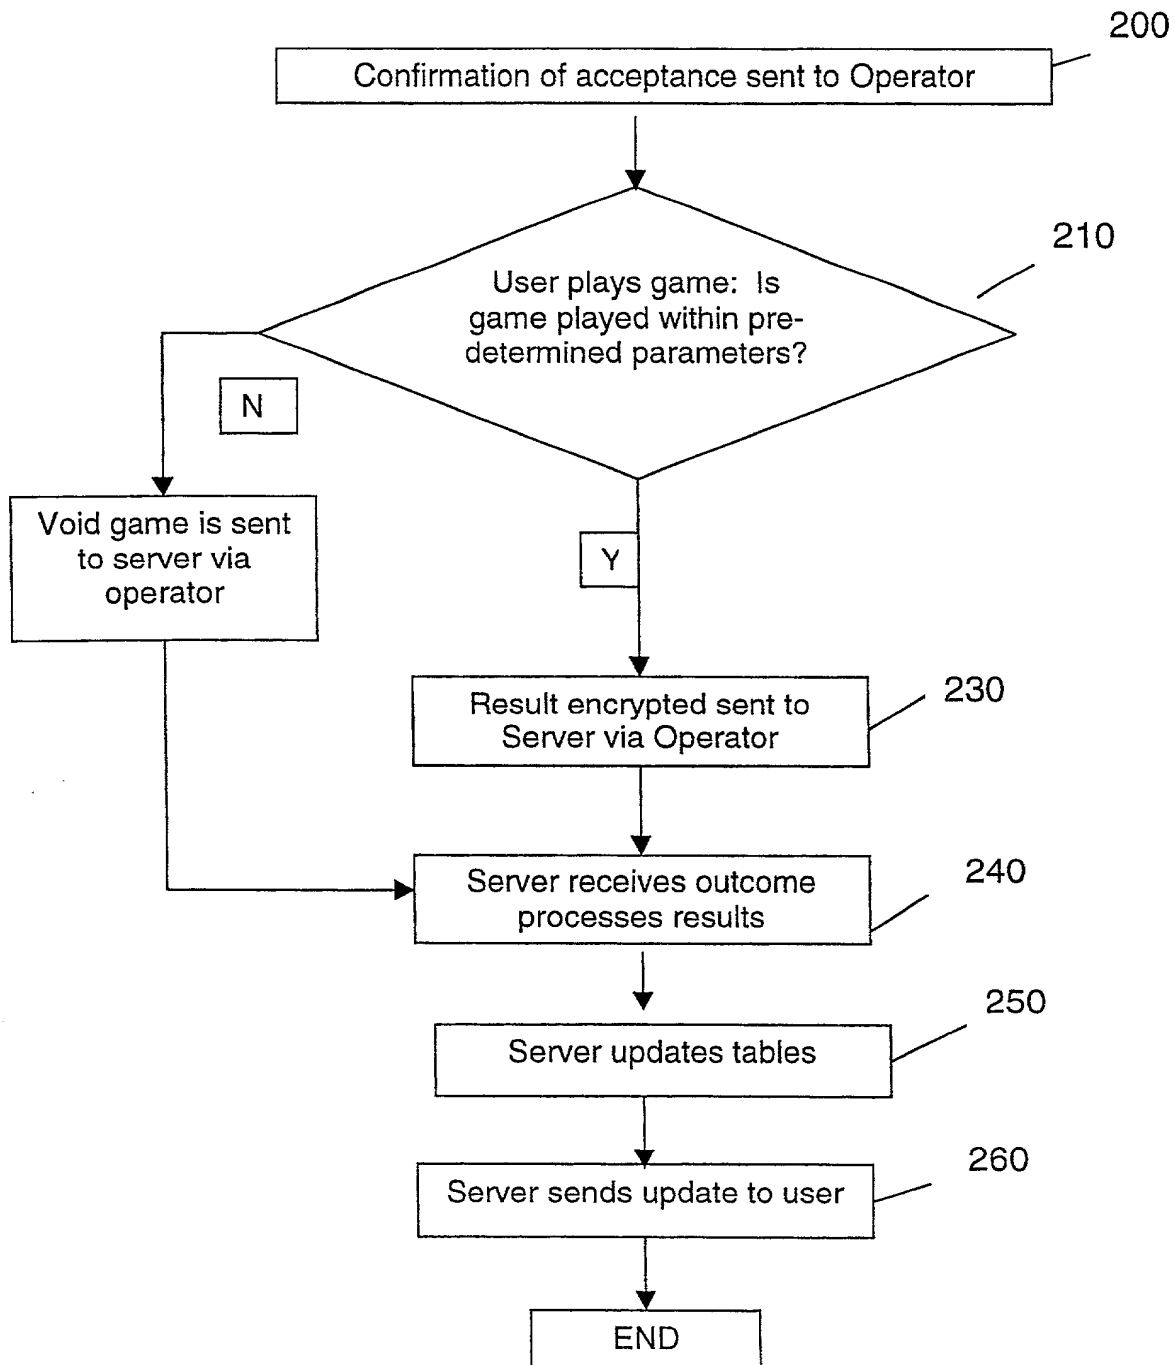 200
Confirmation of acceptance sent to Operator
210
User plays game: Is
game played within pre-
determined parameters?
N
Void game is sent
to server via
operator
Y
230
Result encrypted sent to
Server via Operator
240
Server receives outcome
processes results
250
Server updates tables
260
Server sends update to user
END